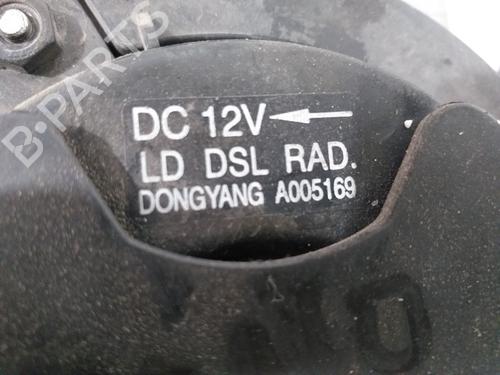 DC 12V ←
LD DSL RAD.
DONGYANG A005169
B-PARTS